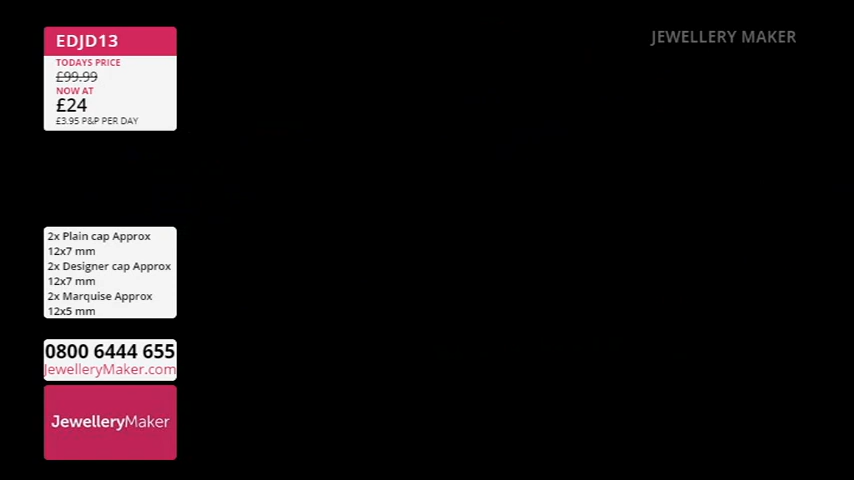 EDJD13
TODAYS PRICE
£99.99
NOW AT
£24
£3.95 P&P PER DAY
JEWELLERY MAKER
2x Plain cap Approx
12x7 mm
2x Designer cap Approx
12x7 mm
2x Marquise Approx
12x5 mm
0800 6444 655
JewelleryMaker.com
JewelleryMaker